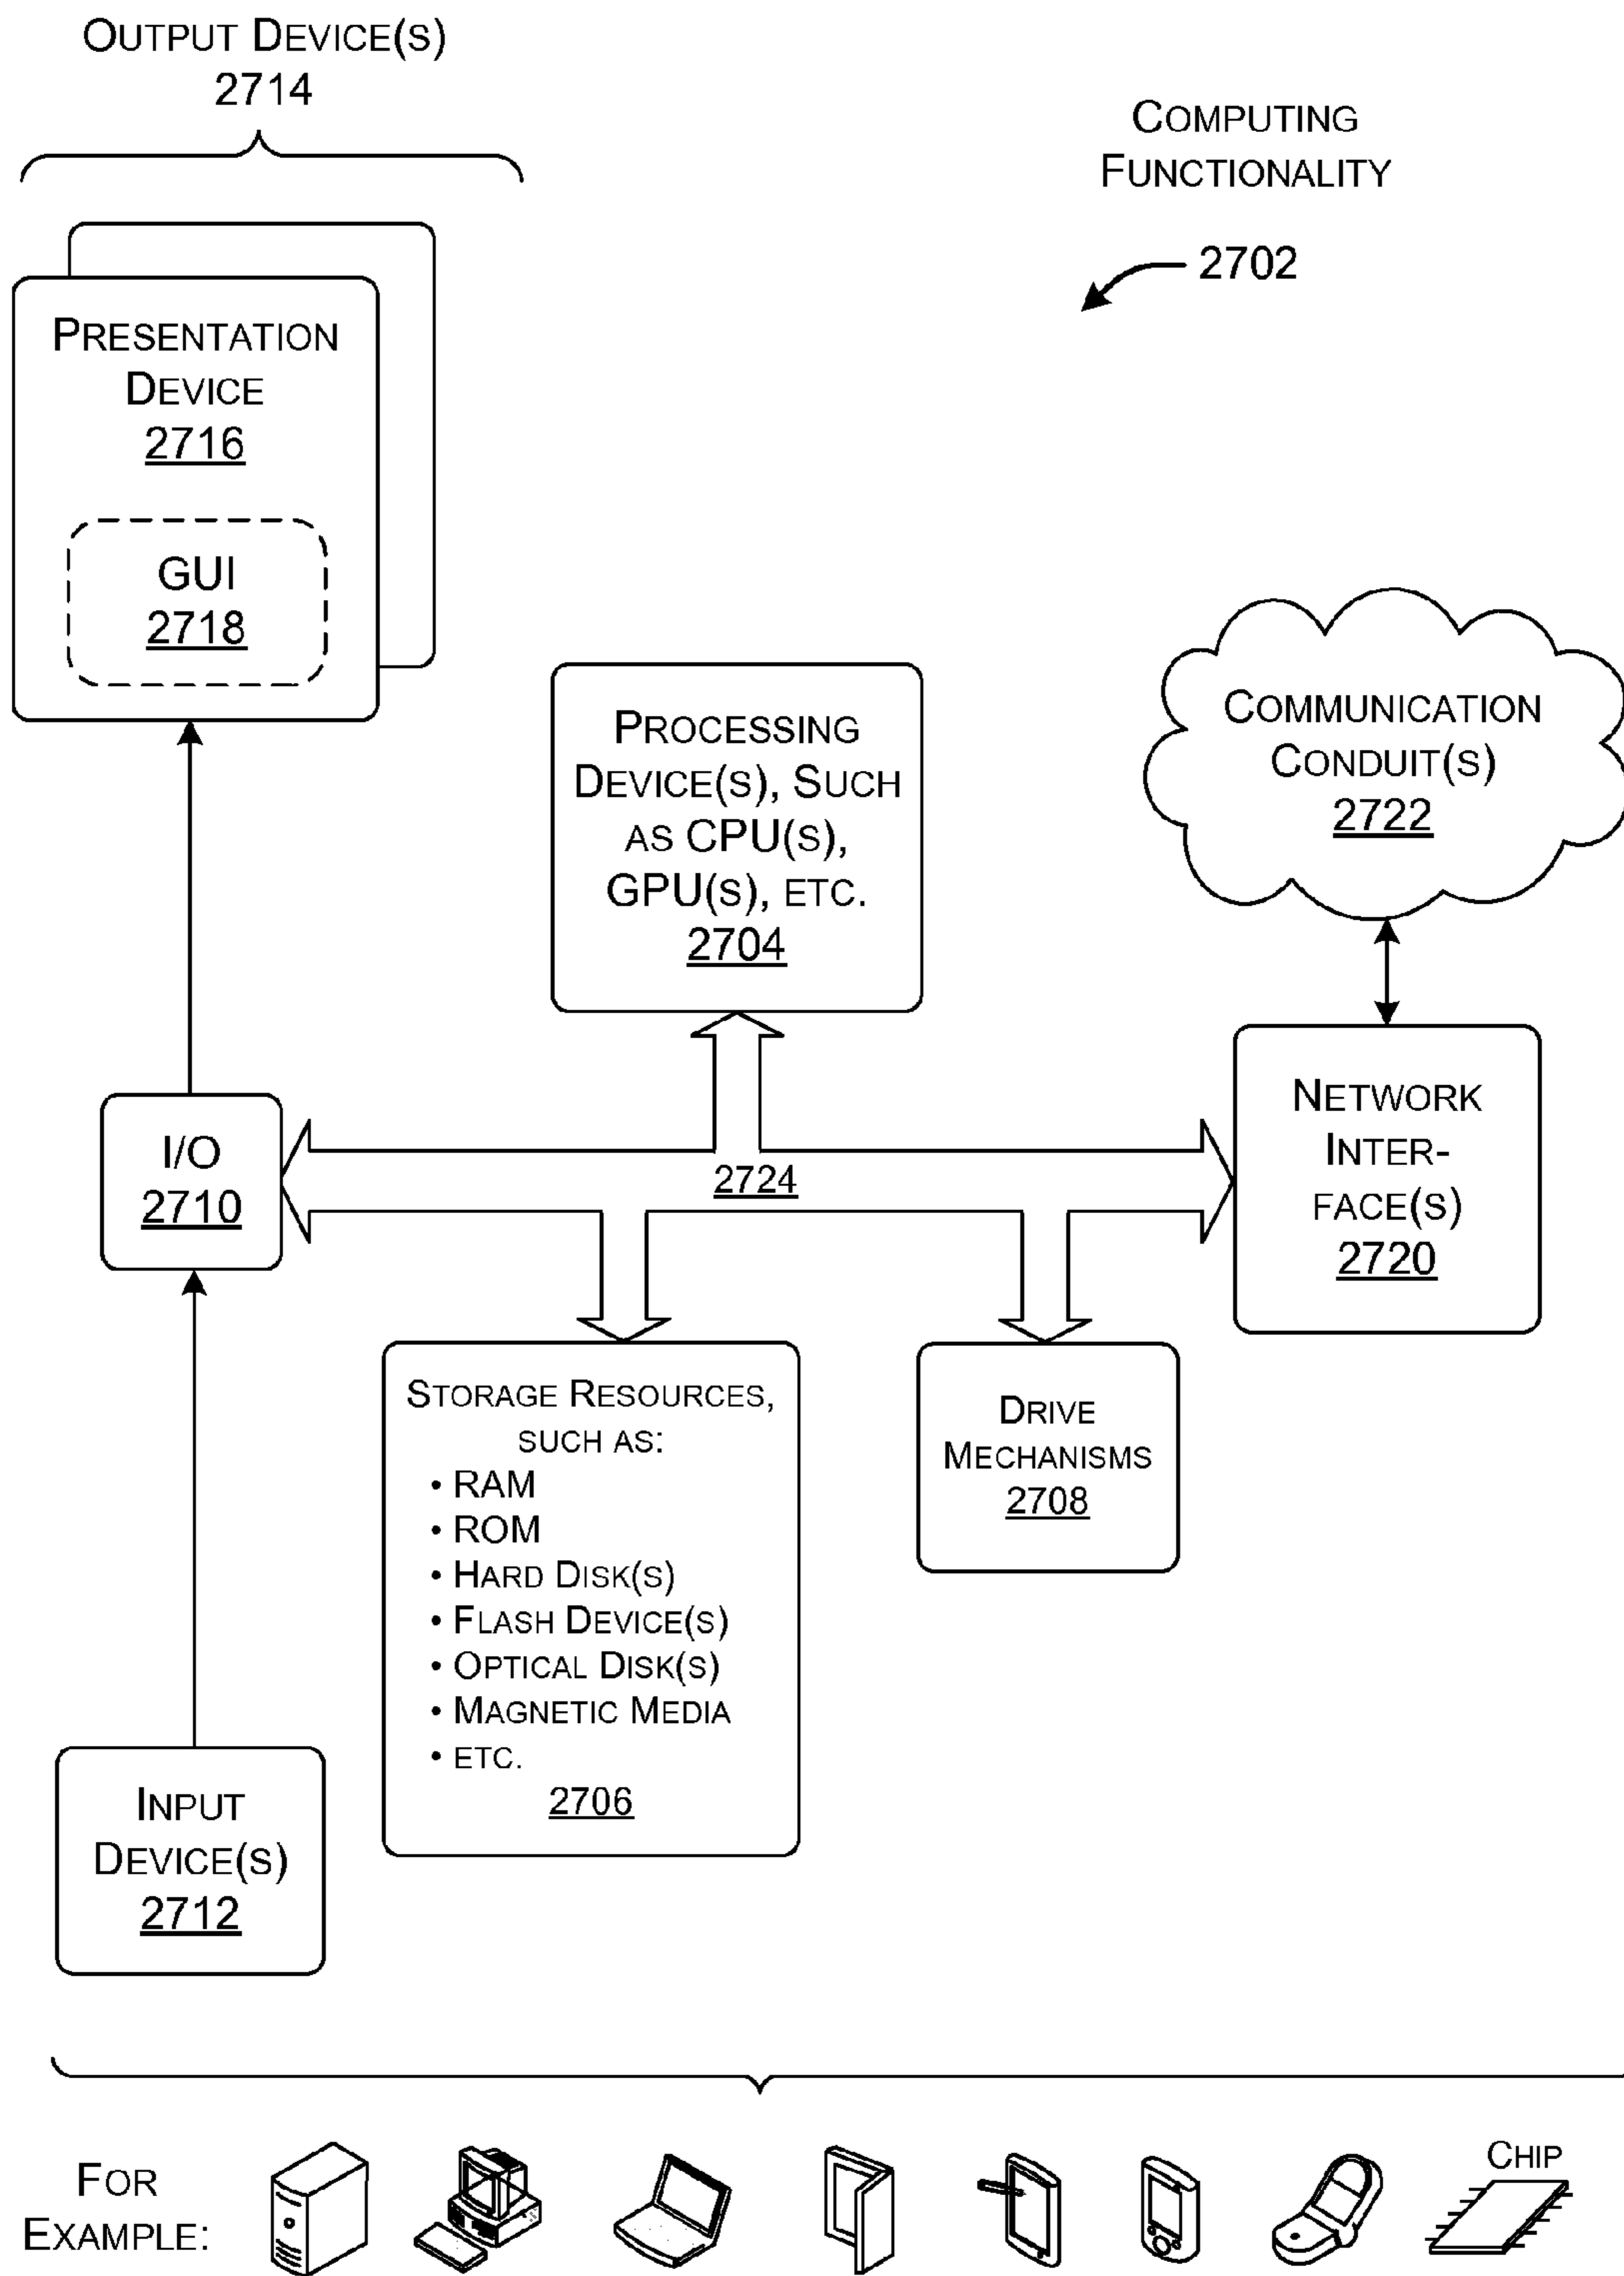 OUTPUT DEVICE(S)
2714
COMPUTING
FUNCTIONALITY
2702
PRESENTATION
DEVICE
2716
GUI
2718
PROCESSING
DEVICE(S), SUCH
AS CPU(S),
GPU(S), ETC.
2704
COMMUNICATION
CONDUIT(S)
2722
I/O
2710
2724
NETWORK
INTER-
FACE(S)
2720
STORAGE RESOURCES,
SUCH AS:
• RAM
• ROM
• HARD DISK(S)
• FLASH DEVICE(S)
• OPTICAL DISK(S)
• MAGNETIC MEDIA
• ETC.
2706
DRIVE
MECHANISMS
2708
INPUT
DEVICE(S)
2712
FOR
EXAMPLE:
CHIP